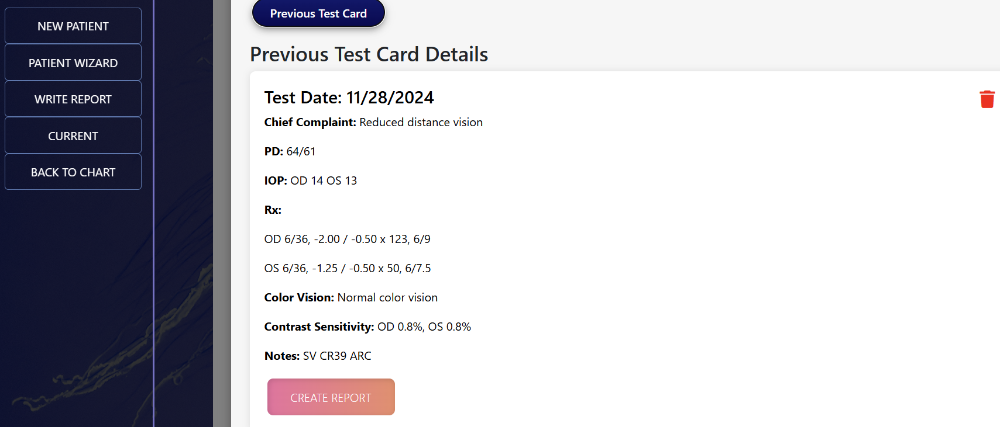 NEW PATIENT
PATIENT WIZARD
WRITE REPORT
CURRENT
BACK TO CHART
Previous Test Card
Previous Test Card Details
Test Date: 11/28/2024
Chief Complaint: Reduced distance vision
PD: 64/61
IOP: OD 14 OS 13
Rx:
OD 6/36, -2.00 / -0.50 x 123, 6/9
OS 6/36, -1.25 / -0.50 x 50, 6/7.5
Color Vision: Normal color vision
Contrast Sensitivity: OD 0.8%, OS 0.8%
Notes: SV CR39 ARC
CREATE REPORT